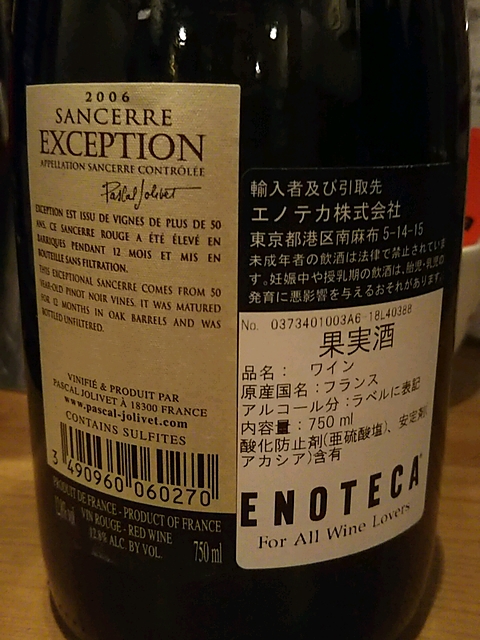 2006
SANCERRE
EXCEPTION
APPELLATION SANCERRE CONTRÔLÉE
Pascal Jolivet
EXCEPTION EST ISSU DE VIGNES DE PLUS DE 50
ANS. CE SANCERRE ROUGE A ÉTÉ ÉLEVÉ EN
BARRIQUES PENDANT 12 MOIS ET MIS EN
BOUTEILLE SANS FILTRATION.
THIS EXCEPTIONAL SANCERRE COMES FROM 50
YEAR-OLD PINOT NOIR VINES. IT WAS MATURED
FOR 12 MONTHS IN OAK BARRELS AND WAS
BOTTLED UNFILTERED.
VINIFIÉ & PRODUIT PAR
PASCAL JOLIVET À 18300 FRANCE
www.pascal-jolivet.com
CONTAINS SULFITES
3 490960 060270
PRODUIT DE FRANCE - PRODUCT OF FRANCE
VIN ROUGE - RED WINE
ALC. BY VOL.
750 ml
輸入者及び引取先
エノテカ株式会社
東京都港区南麻布5-14-15
未成年者の飲酒は法律で禁止されていま
す。妊娠中や授乳期の飲酒は、胎児・乳児の
発育に悪影響を与えるおそれがあります。
No. 0373401003A6-18L40388
果実酒
品名: ワイン
原産国名:フランス
アルコール分:ラベルに表記
内容量:750 ml
酸化防止剤(亜硫酸塩)、安定剤(
アカシア)含有
ENOTECA
For All Wine Lovers